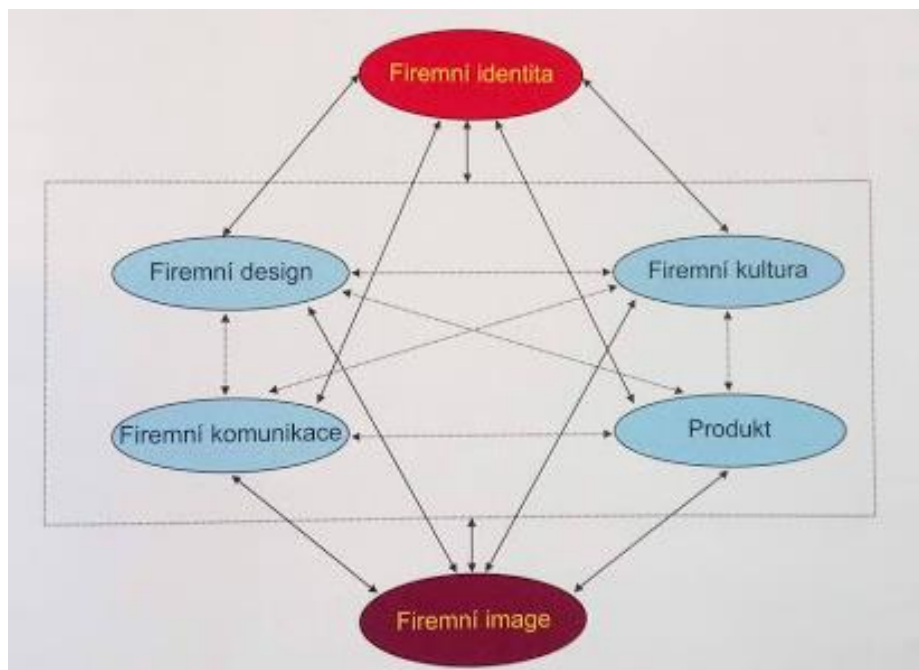 Firemní identita
Firemní design
Firemní kultura
Firemní komunikace
Produkt
Firemní image